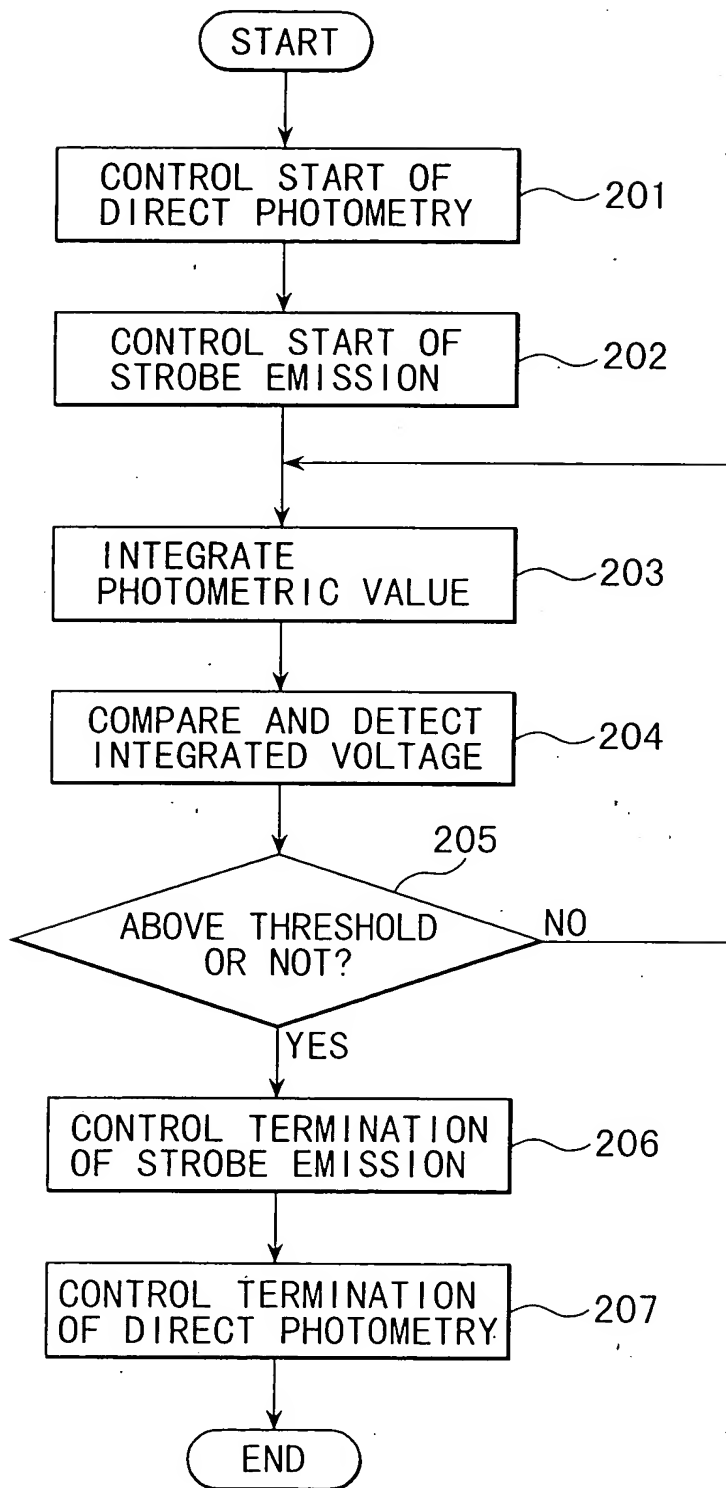 START
CONTROL START OF
DIRECT PHOTOMETRY
201
CONTROL START OF
STROBE EMISSION
202
INTEGRATE
PHOTOMETRIC VALUE
203
COMPARE AND DETECT
INTEGRATED VOLTAGE
204
205
ABOVE THRESHOLD
OR NOT?
NO
YES
CONTROL TERMINATION
OF STROBE EMISSION
206
CONTROL TERMINATION
OF DIRECT PHOTOMETRY
207
END